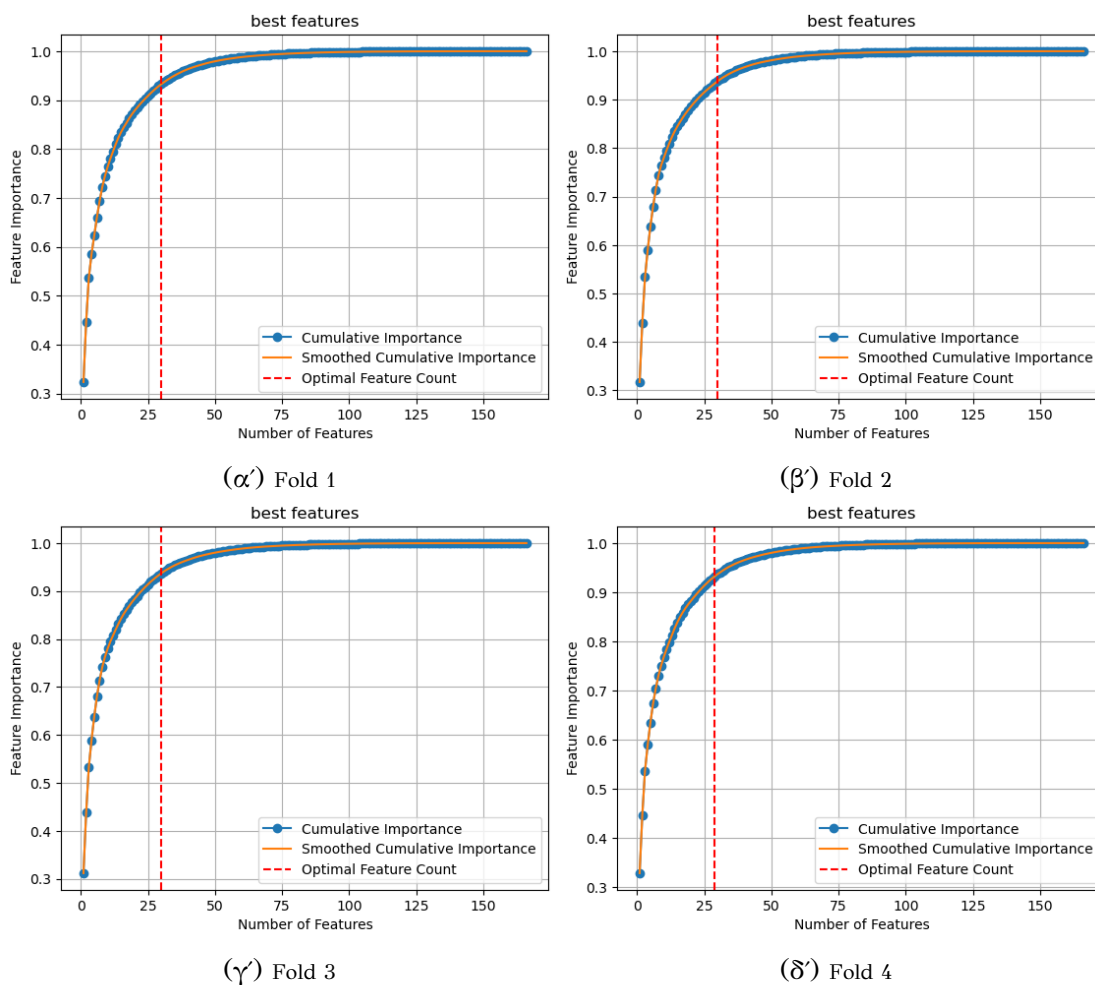 best features
1.0
0.9
0.8
0.7
0.6
0.5
0.4
0.3
Feature Importance
Cumulative Importance
Smoothed Cumulative Importance
Optimal Feature Count
0 25 50 75 100 125 150
Number of Features
(α′) Fold 1
best features
1.0
0.9
0.8
0.7
0.6
0.5
0.4
0.3
Feature Importance
Cumulative Importance
Smoothed Cumulative Importance
Optimal Feature Count
0 25 50 75 100 125 150
Number of Features
(β′) Fold 2
best features
1.0
0.9
0.8
0.7
0.6
0.5
0.4
0.3
Feature Importance
Cumulative Importance
Smoothed Cumulative Importance
Optimal Feature Count
0 25 50 75 100 125 150
Number of Features
(γ′) Fold 3
best features
1.0
0.9
0.8
0.7
0.6
0.5
0.4
0.3
Feature Importance
Cumulative Importance
Smoothed Cumulative Importance
Optimal Feature Count
0 25 50 75 100 125 150
Number of Features
(δ′) Fold 4